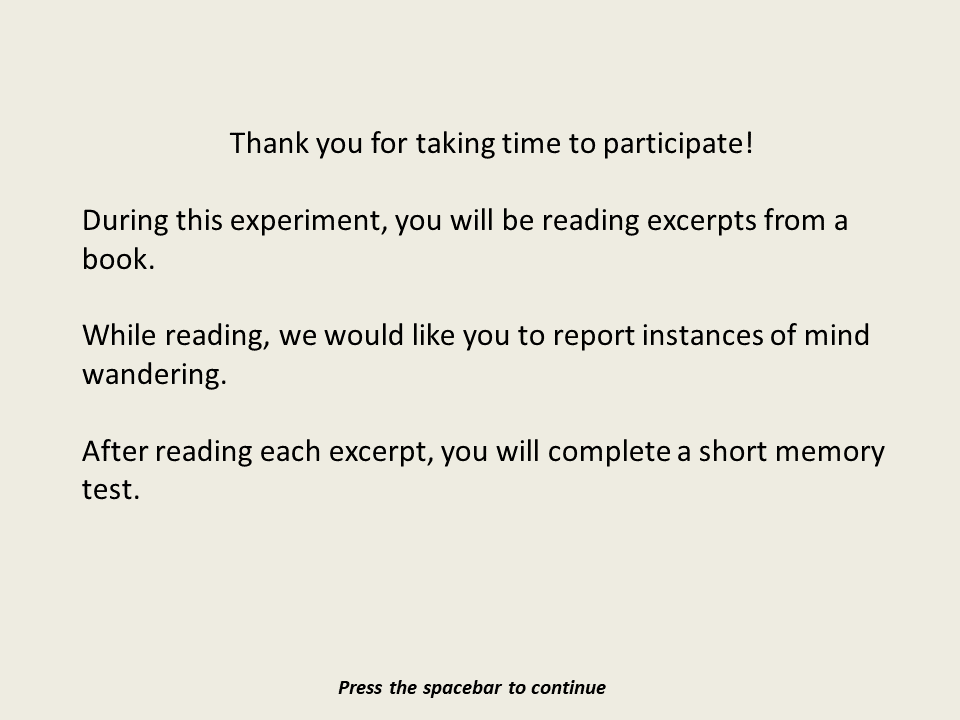 Thank you for taking time to participate!
During this experiment, you will be reading excerpts from a
book.
While reading, we would like you to report instances of mind
wandering.
After reading each excerpt, you will complete a short memory
test.
Press the spacebar to continue